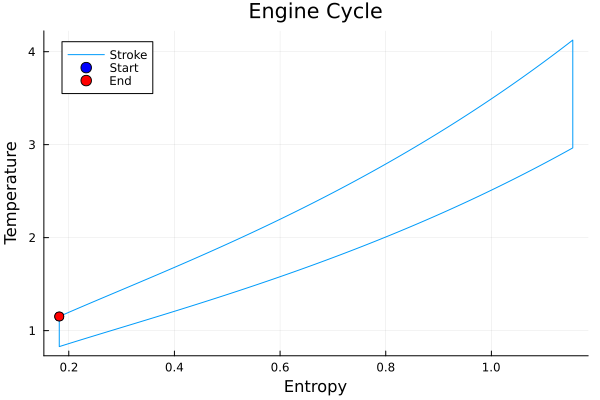 Engine Cycle
Stroke
Start
End
4
3
2
1
Temperature
0.2 0.4 0.6 0.8 1.0
Entropy